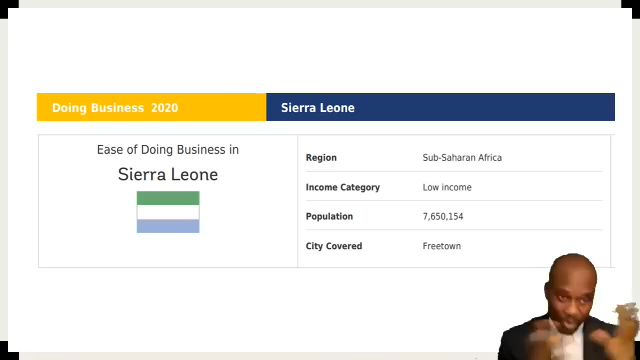 Doing Business 2020
Sierra Leone
Ease of Doing Business in
Sierra Leone
Region Sub-Saharan Africa
Income Category Low income
Population 7,650,154
City Covered Freetown